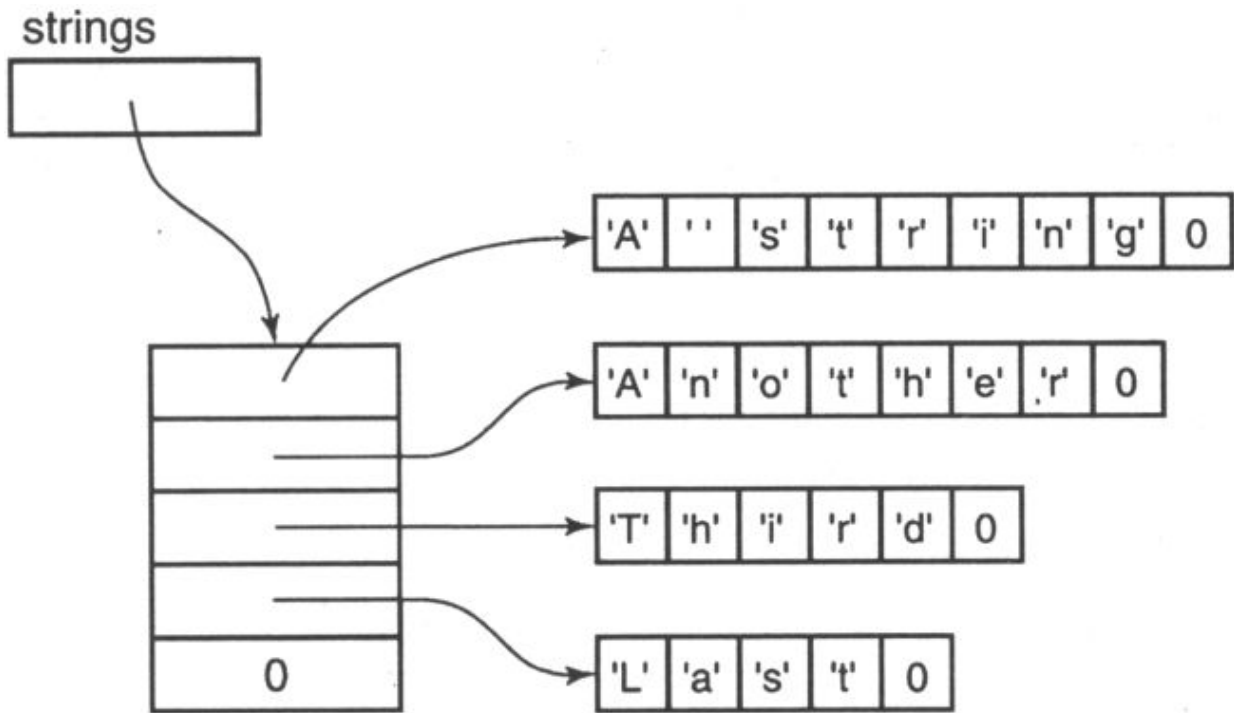 strings
'A' ' ' 's' 't' 'r' 'i' 'n' 'g' 0
'A' 'n' 'o' 't' 'h' 'e' 'r' 0
'T' 'h' 'i' 'r' 'd' 0
'L' 'a' 's' 't' 0
0